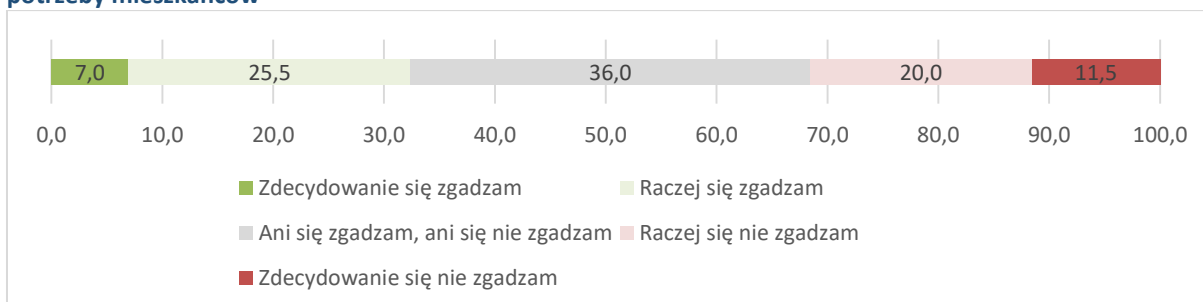 potrzeby mieszkańców
7,0 25,5 36,0 20,0 11,5
0,0 10,0 20,0 30,0 40,0 50,0 60,0 70,0 80,0 90,0 100,0
Zdecydowanie się zgadzam Raczej się zgadzam
Ani się zgadzam, ani się nie zgadzam Raczej się nie zgadzam
Zdecydowanie się nie zgadzam